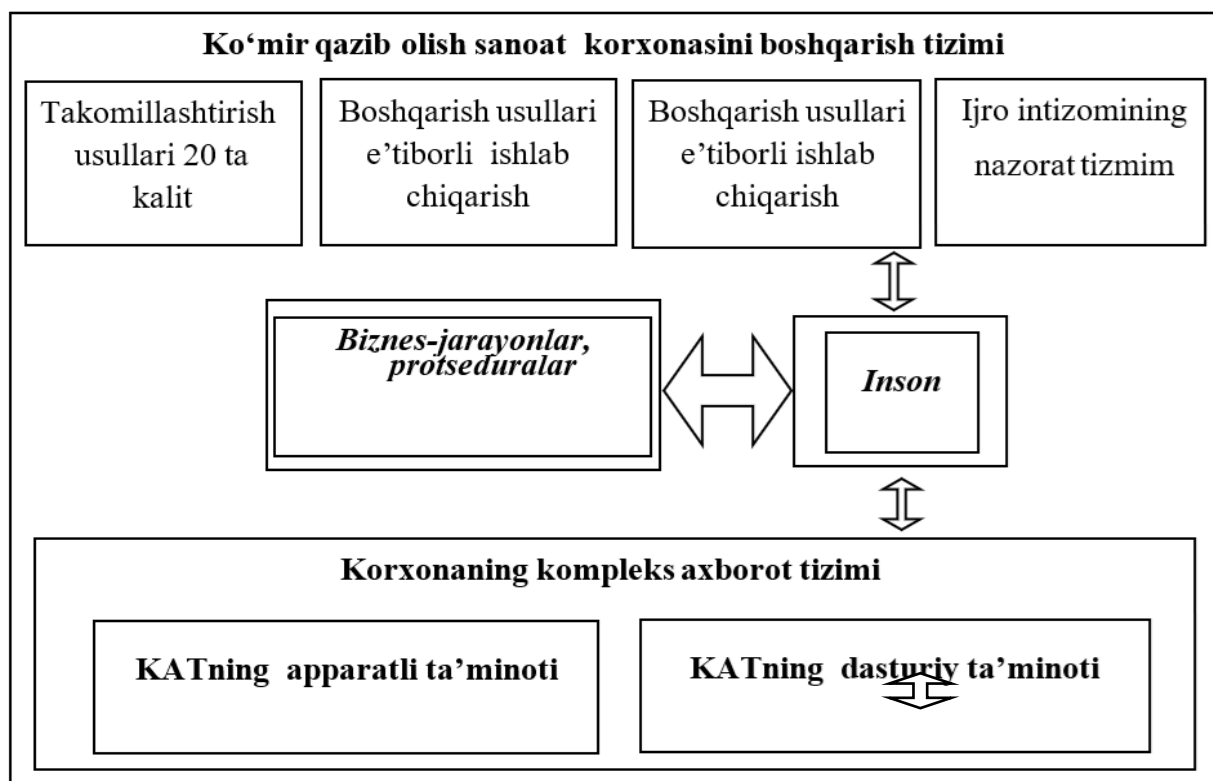 Ko‘mir qazib olish sanoat korxonasini boshqarish tizimi
Takomillashtirish
usullari 20 ta
kalit
Boshqarish usullari
e’tiborli ishlab
chiqarish
Boshqarish usullari
e’tiborli ishlab
chiqarish
Ijro intizomining
nazorat tizmim
Biznes-jarayonlar,
protseduralar
Inson
Korxonaning kompleks axborot tizimi
KATning apparatli ta’minoti
KATning dasturiy ta’minoti